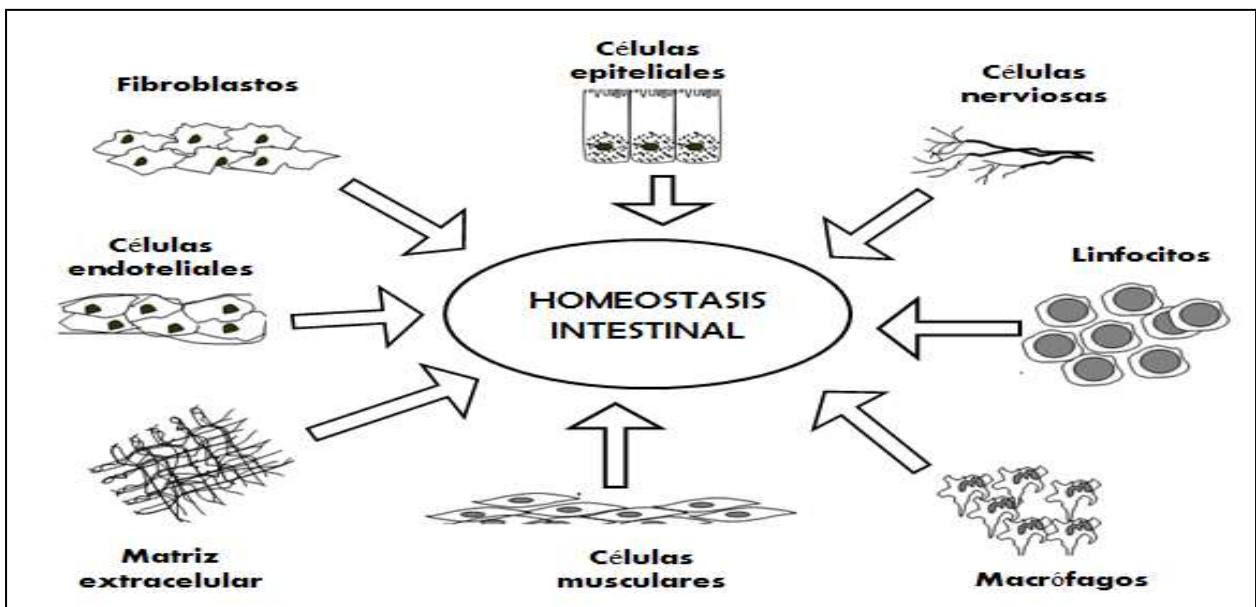 Células
epiteliales
Fibroblastos
Células
nerviosas
Células
endoteliales
Linfocitos
HOMEOSTASIS
INTESTINAL
Matriz
extracelular
Células
musculares
Macrófagos